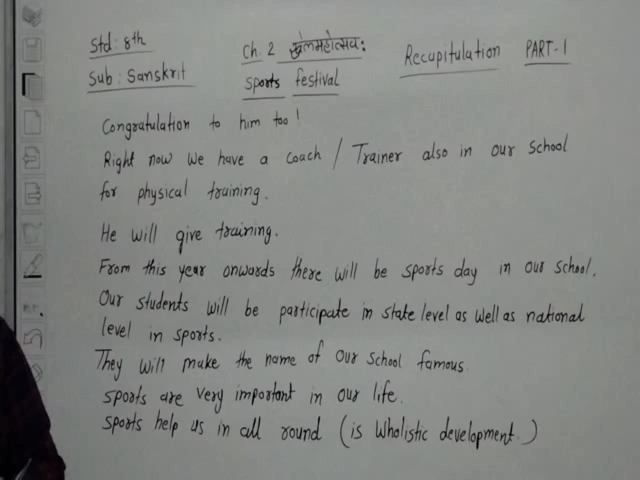 Std: 8th
Sub: Sanskrit
Ch. 2 खेलमहोत्सव:
sports festival
Recupitulation PART-1
Congratulation to him too!
Right now we have a coach / Trainer also in our school
for physical training.
He will give training.
From this year onwards there will be sports day in our school.
Our students will be participate in state level as well as national
level in sports.
They will make the name of our school famous.
sports are very important in our life.
sports help us in all round (is wholistic development.)